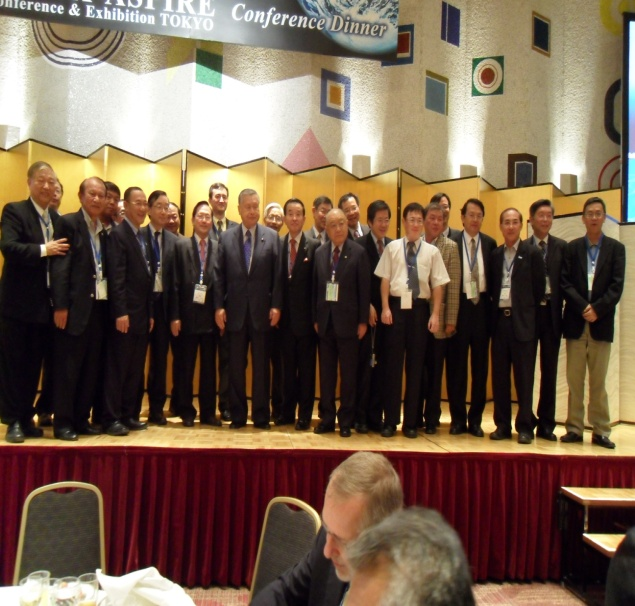 ASPIRE
Conference & Exhibition TOKYO
Conference Dinner